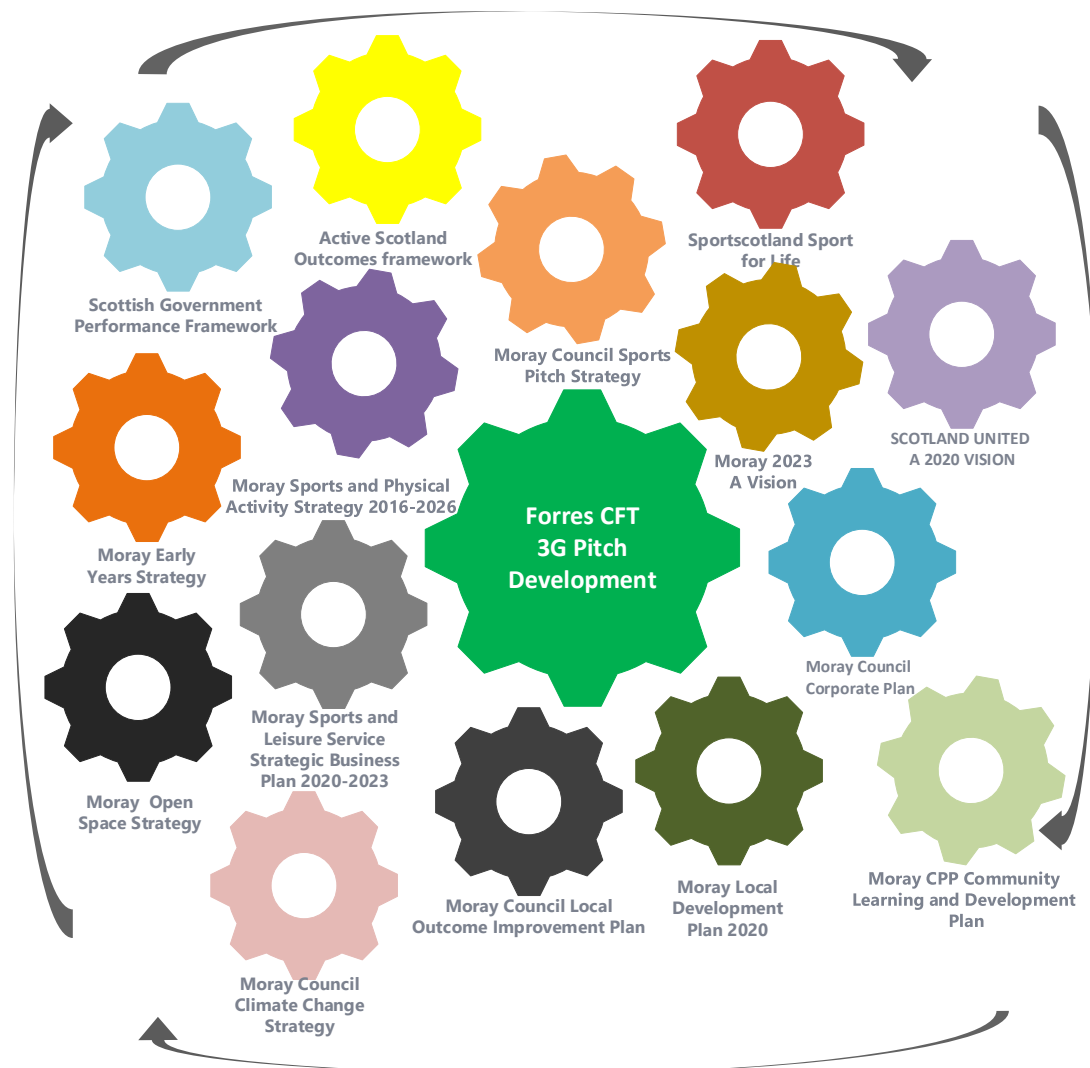 Active Scotland
Outcomes framework
Sportscotland Sport
for Life
Scottish Government
Performance Framework
Moray Council Sports
Pitch Strategy
SCOTLAND UNITED
A 2020 VISION
Moray 2023
A Vision
Moray Sports and Physical
Activity Strategy 2016-2026
Forres CFT
3G Pitch
Development
Moray Early
Years Strategy
Moray Council
Corporate Plan
Moray Sports and
Leisure Service
Strategic Business
Plan 2020-2023
Moray  Open
Space Strategy
Moray Council Local
Outcome Improvement Plan
Moray Local
Development
Plan 2020
Moray CPP Community
Learning and Development
Plan
Moray Council
Climate Change
Strategy